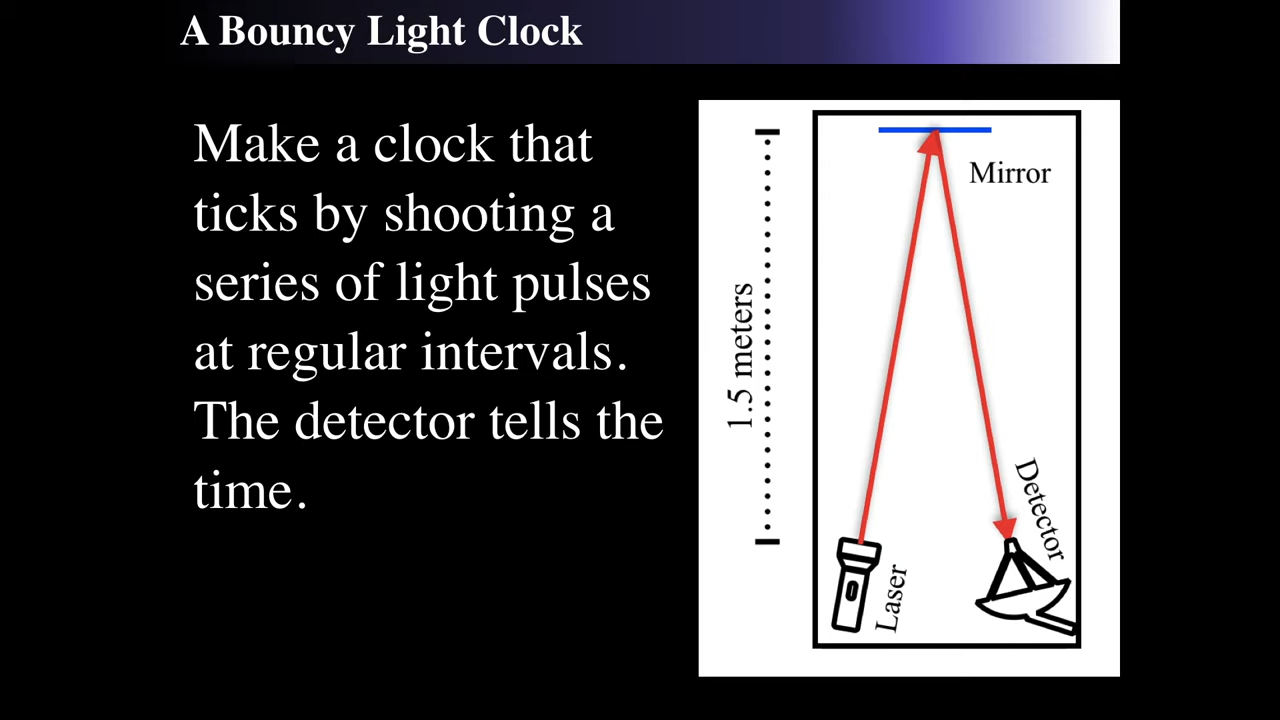 A Bouncy Light Clock
Make a clock that
ticks by shooting a
series of light pulses
at regular intervals.
The detector tells the
time.
Mirror
1.5 meters
Detector
Laser